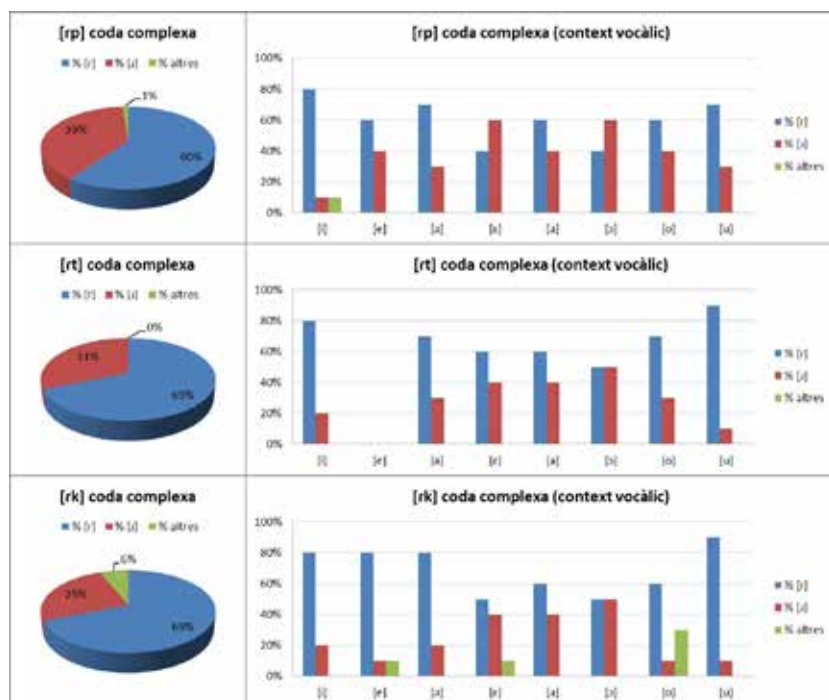 [rp] coda complexa
% [ɾ] % [ɹ] % altres
1%
39%
60%
[rp] coda complexa (context vocàlic)
100%
80%
60%
40%
20%
0%
[i] [e] [ɛ] [a] [ɔ] [o] [u]
% [ɾ]
% [ɹ]
% altres
[rt] coda complexa
% [ɾ] % [ɹ] % altres
0%
31%
69%
[rt] coda complexa (context vocàlic)
100%
80%
60%
40%
20%
0%
[i] [e] [ɛ] [a] [ɔ] [o] [u]
% [ɾ]
% [ɹ]
% altres
[rk] coda complexa
% [ɾ] % [ɹ] % altres
6%
25%
69%
[rk] coda complexa (context vocàlic)
100%
80%
60%
40%
20%
0%
[i] [e] [ɛ] [a] [ɔ] [o] [u]
% [ɾ]
% [ɹ]
% altres